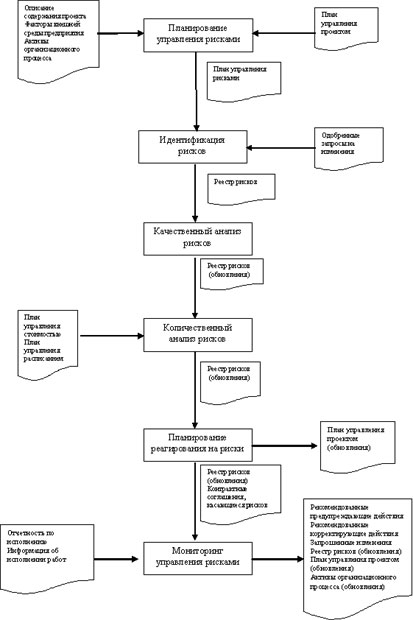 Описание
содержания проекта
Факторы внешней
среды предприятия
Активы
организационного
процесса
Планирование
управления рисками
План
управления
проектом
План управления
рисками
Идентификация
рисков
Одобренные
запросы на
изменения
Реестр рисков
Качественный анализ
рисков
Реестр рисков
(обновления)
План
управления
стоимостью
План
управления
расписанием
Количественный
анализ рисков
Реестр рисков
(обновления)
Планирование
реагирования на риски
План управления
проектом
(обновления)
Реестр рисков
(обновления)
Контрактные
соглашения,
касающиеся рисков
Отчетность по
исполнению
Информация об
исполнении работ
Мониторинг
управления рисками
Рекомендованные
предупреждающие действия
Рекомендованные
корректирующие действия
Запрошенные изменения
Реестр рисков (обновления)
План управления проектом
(обновления)
Активы организационного
процесса (обновления)